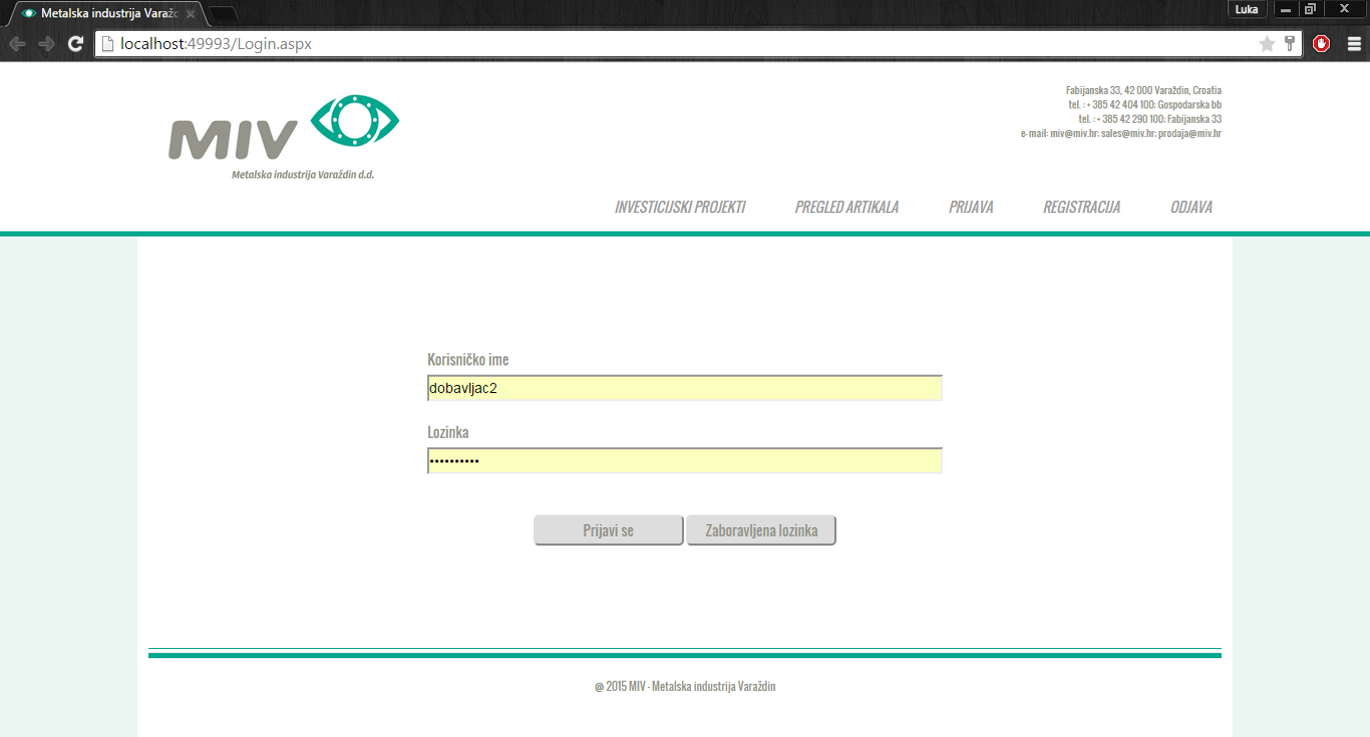 Metalska industrija Varažd
Luka
localhost:49993/Login.aspx
MIV
Metalska industrija Varaždin d.d.
Fabijanska 33, 42 000 Varaždin, Croatia
tel. : + 385 42 404 100; Gospodarska bb
tel. : + 385 42 290 100; Fabijanska 33
e-mail: miv@miv.hr; sales@miv.hr; prodaja@miv.hr
INVESTICIJSKI PROJEKTI PREGLED ARTIKALA PRIJAVA REGISTRACIJA ODJAVA
Korisničko ime
dobavljac2
Lozinka
••••••••••
Prijavi se Zaboravljena lozinka
@ 2015 MIV - Metalska industrija Varaždin